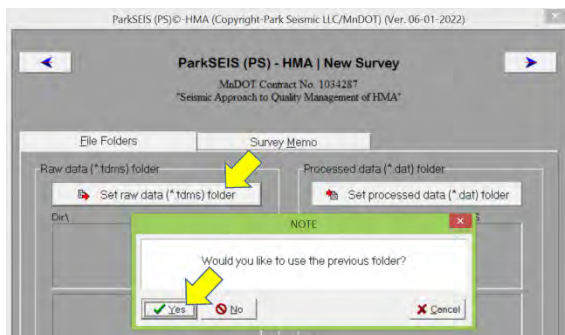 ParkSEIS (PS)©-HMA (Copyright-Park Seismic LLC/MnDOT) (Ver. 06-01-2022)
ParkSEIS (PS) - HMA | New Survey
MnDOT Contract No. 1034287
"Seismic Approach to Quality Management of HMA"
File Folders
Survey Memo
Raw data (*.tdms) folder
Processed data (*.dat) folder
Set raw data (*.tdms) folder
Set processed data (*.dat) folder
Dir\
NOTE
Would you like to use the previous folder?
Yes
No
Cancel